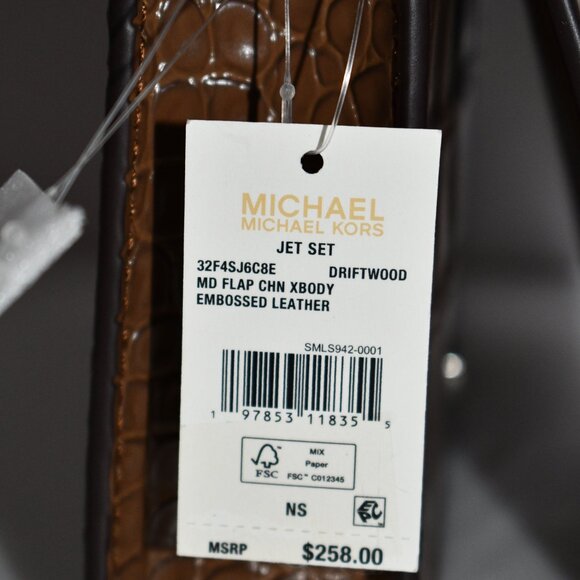 MICHAEL
MICHAEL KORS
JET SET
32F4SJ6C8E DRIFTWOOD
MD FLAP CHN XBODY
EMBOSSED LEATHER
SMLS942-0001
1 97853 11835 5
FSC
MIX
Paper
FSC™ C012345
NS
MSRP $258.00